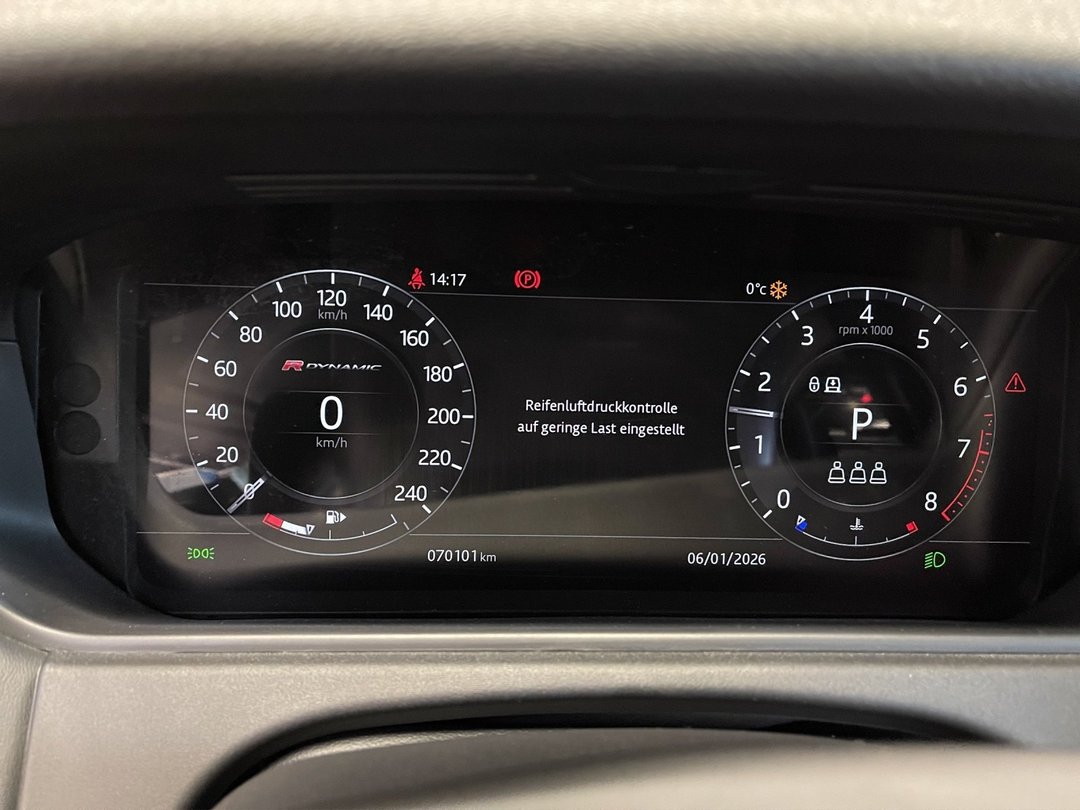 14:17
P
0°c
100
120
140
km/h
80
160
60
180
40
200
20
220
0
240
R DYNAMIC
0
km/h
Reifenluftdruckkontrolle
auf geringe Last eingestellt
4
rpm x 1000
3
5
2
6
1
7
0
8
P
070101 km
06/01/2026